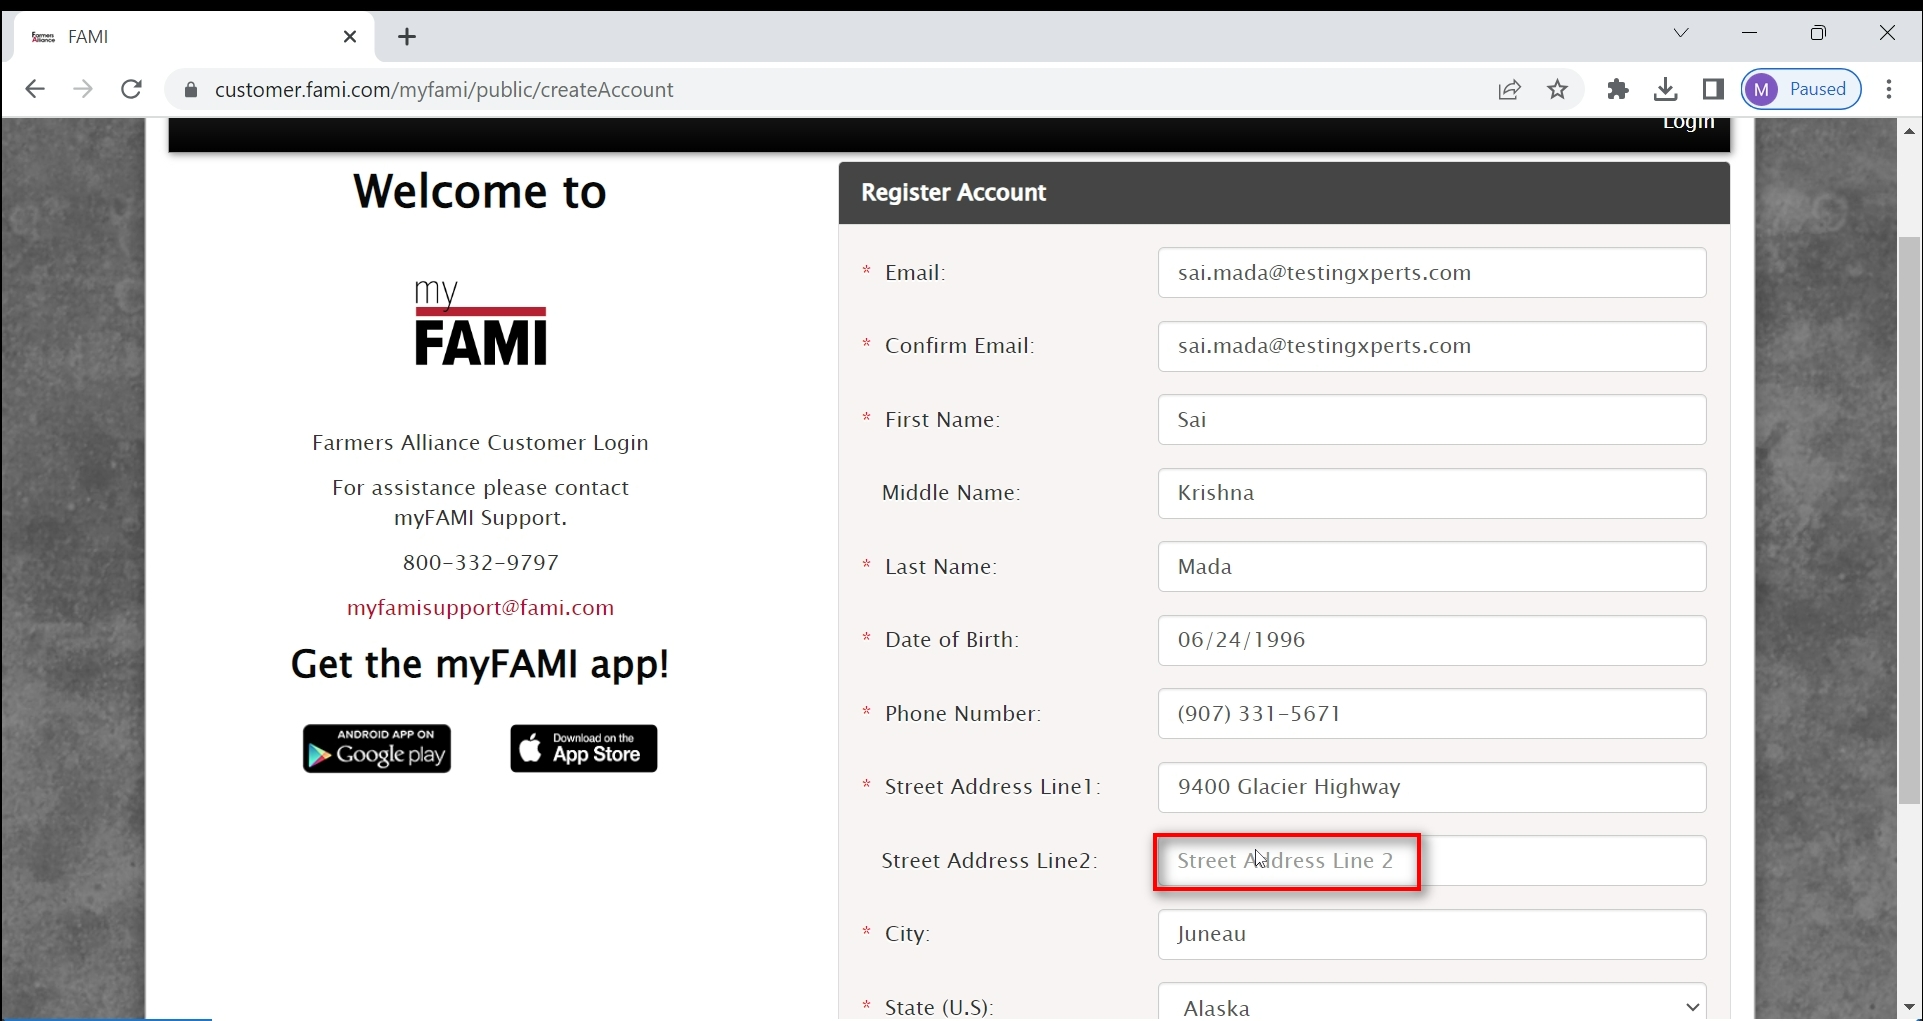 Farmers Alliance FAMI
customer.fami.com/myfami/public/createAccount
M Paused
Login
Welcome to
my
FAMI
Farmers Alliance Customer Login
For assistance please contact
myFAMI Support.
800-332-9797
myfamisupport@fami.com
Get the myFAMI app!
ANDROID APP ON
Google play
Download on the
App Store
Register Account
* Email: sai.mada@testingxperts.com
* Confirm Email: sai.mada@testingxperts.com
* First Name: Sai
Middle Name: Krishna
* Last Name: Mada
* Date of Birth: 06/24/1996
* Phone Number: (907) 331-5671
* Street Address Line1: 9400 Glacier Highway
Street Address Line2: Street Address Line 2
* City: Juneau
* State (U.S): Alaska